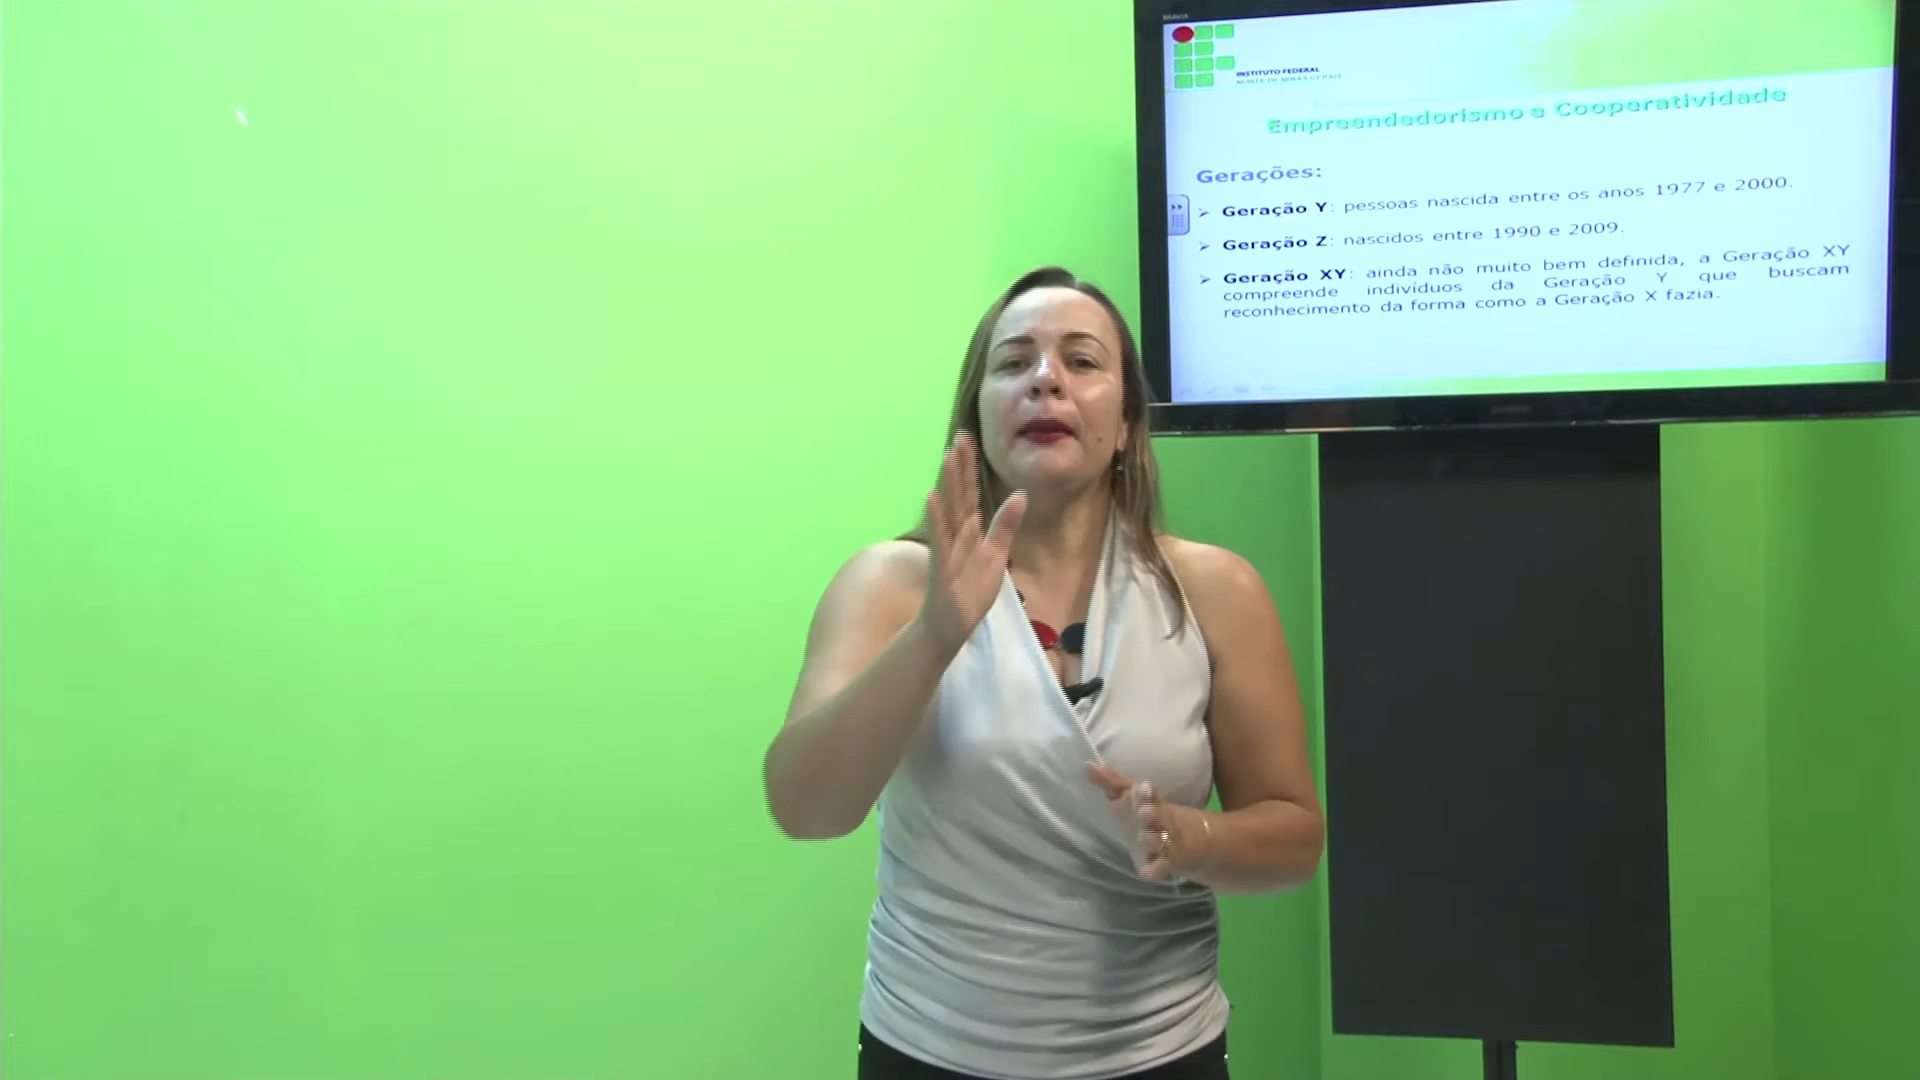 BRAVIA
INSTITUTO FEDERAL
NORTE DE MINAS GERAIS
Empreendedorismo e Cooperatividade
Gerações:
➢ Geração Y: pessoas nascida entre os anos 1977 e 2000.
➢ Geração Z: nascidos entre 1990 e 2009.
➢ Geração XY: ainda não muito bem definida, a Geração XY
compreende indivíduos da Geração Y que buscam
reconhecimento da forma como a Geração X fazia.